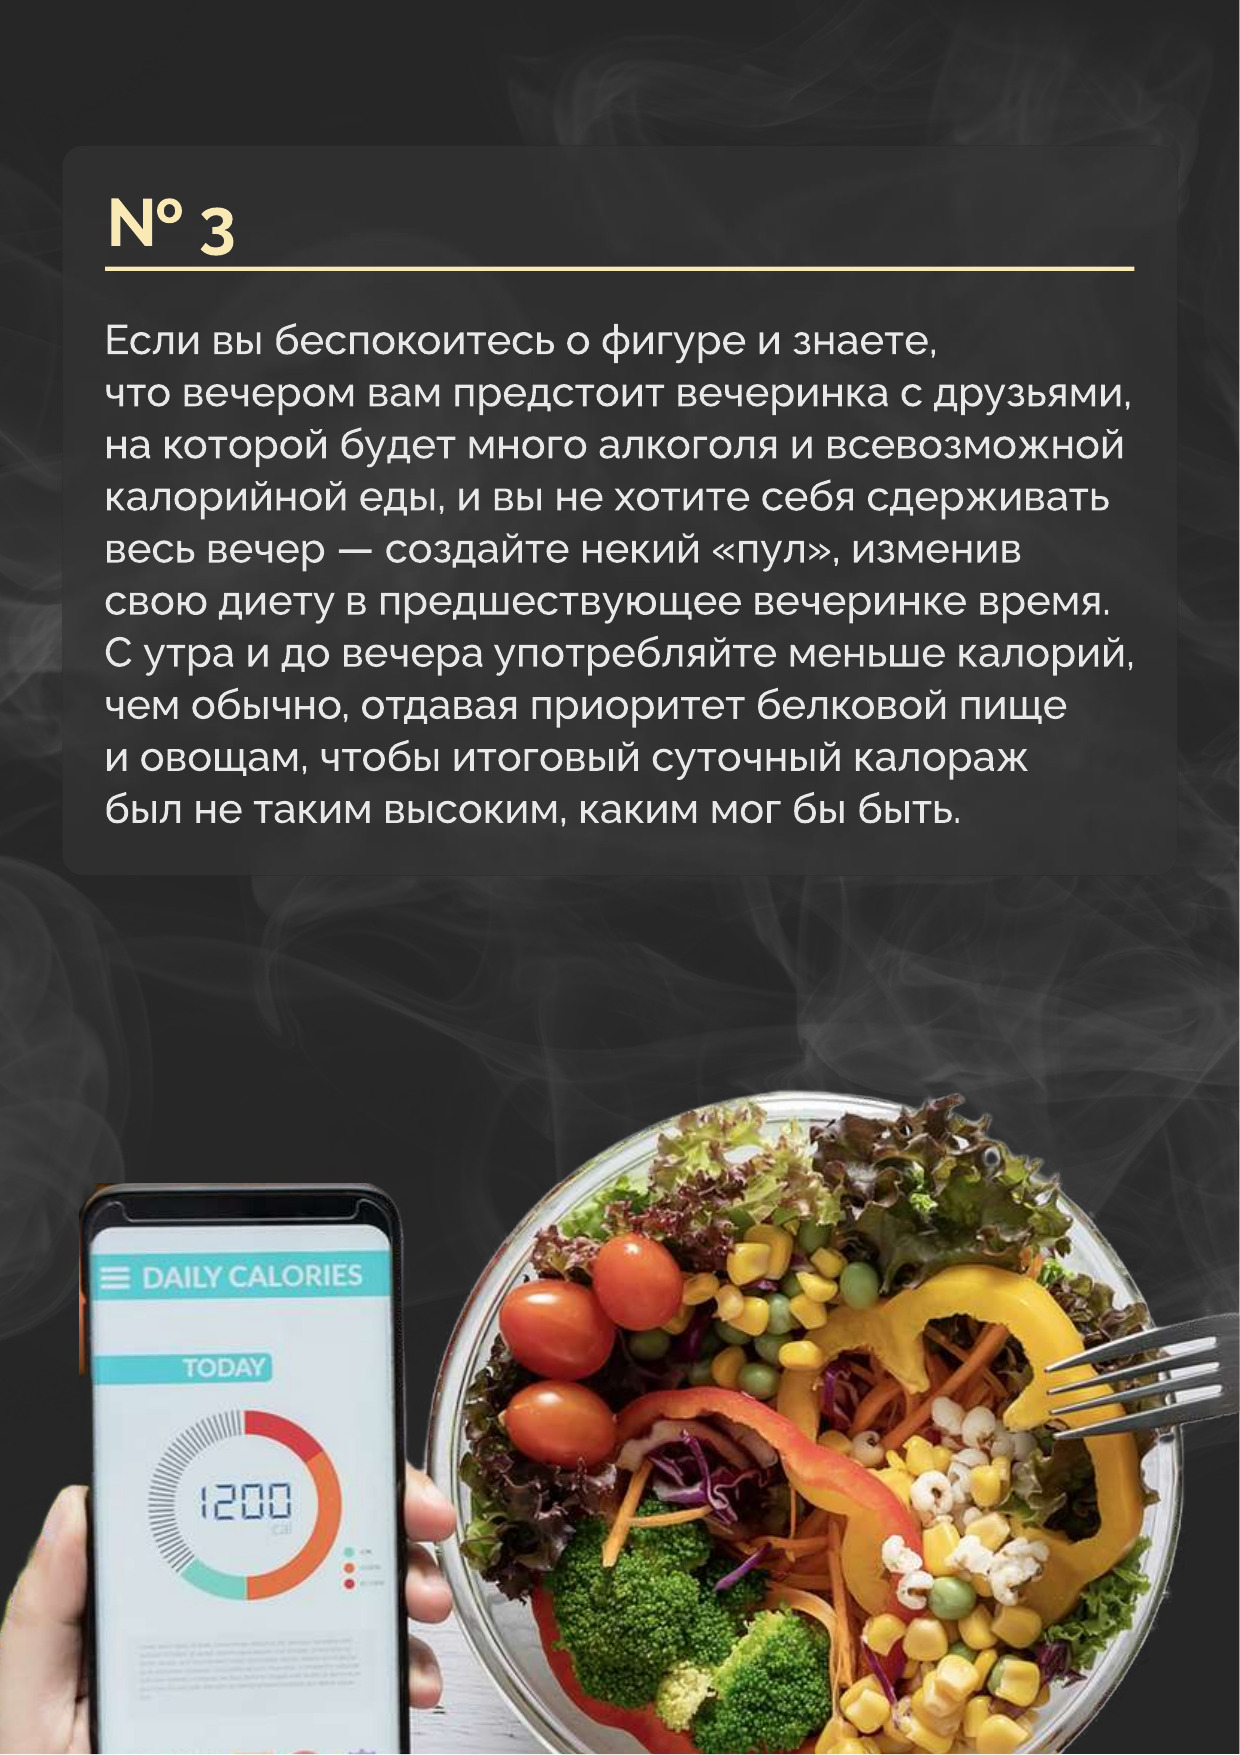 № 3
Если вы беспокоитесь о фигуре и знаете,
что вечером вам предстоит вечеринка с друзьями,
на которой будет много алкоголя и всевозможной
калорийной еды, и вы не хотите себя сдерживать
весь вечер — создайте некий «пул», изменив
свою диету в предшествующее вечеринке время.
С утра и до вечера употребляйте меньше калорий,
чем обычно, отдавая приоритет белковой пище
и овощам, чтобы итоговый суточный калораж
был не таким высоким, каким мог бы быть.
DAILY CALORIES
TODAY
1200
cal